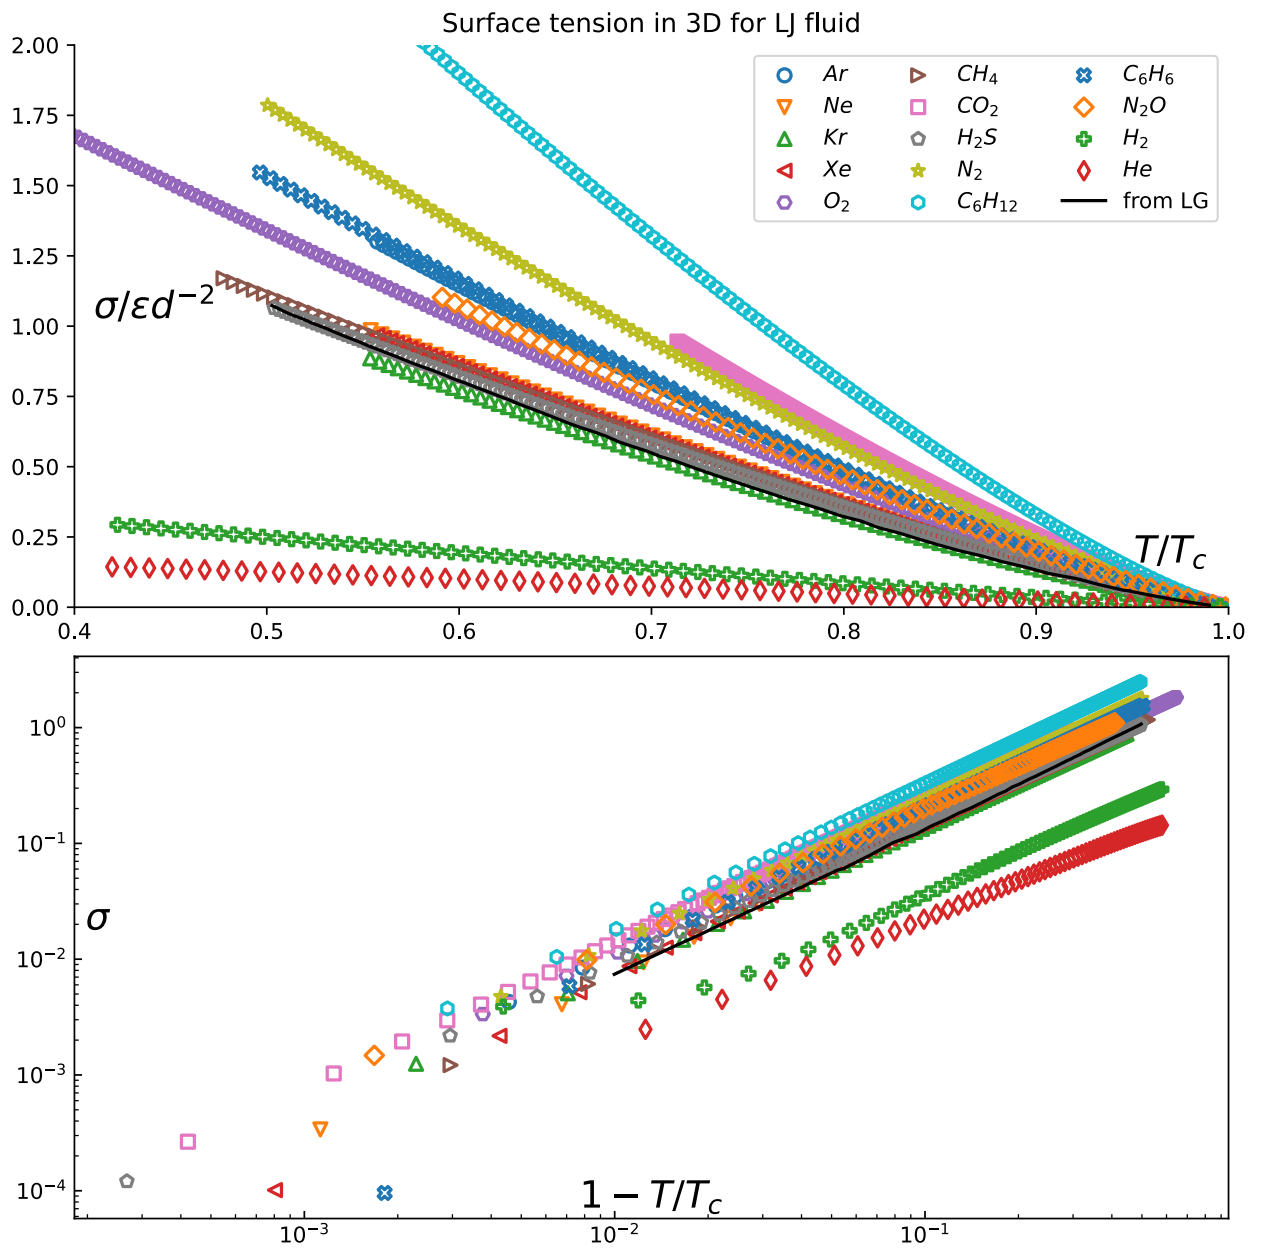 Surface tension in 3D for LJ fluid
2.00
1.75
1.50
1.25
1.00
0.75
0.50
0.25
0.00
σ/εd⁻²
Ar
Ne
Kr
Xe
O₂
CH₄
CO₂
H₂S
N₂
C₆H₁₂
C₆H₆
N₂O
H₂
He
from LG
T/T_c
0.4 0.5 0.6 0.7 0.8 0.9 1.0
10⁰
10⁻¹
10⁻²
10⁻³
10⁻⁴
σ
1 − T/T_c
10⁻³ 10⁻² 10⁻¹